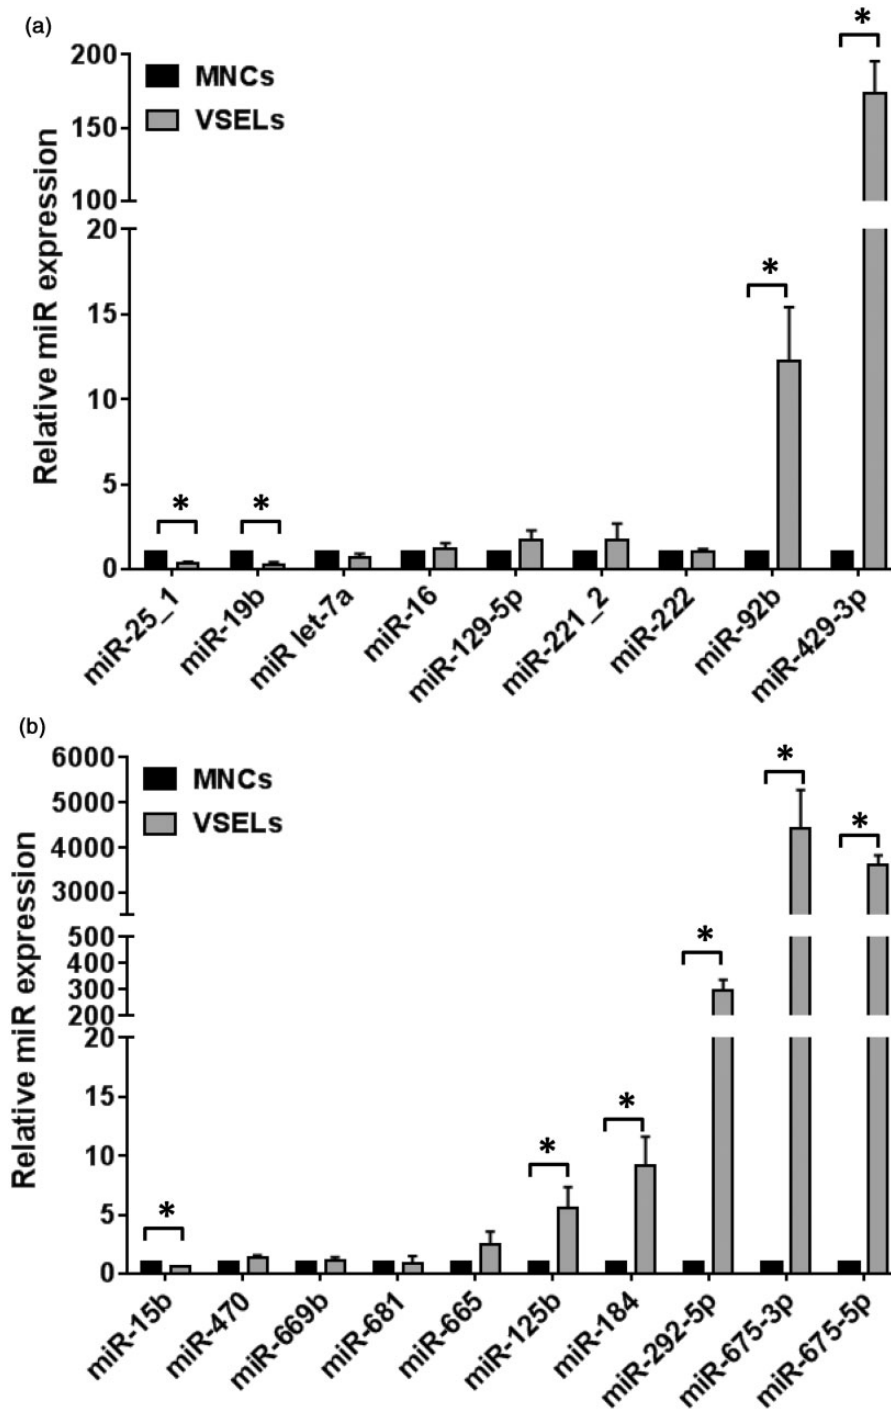 (a)
*
200
MNCs
VSELs
150
100
Relative miR expression
20
*
15
10
5
* *
0
miR-25_1
miR-19b
miR let-7a
miR-16
miR-129-5p
miR-221_2
miR-222
miR-92b
miR-429-3p
(b)
6000
MNCs
*
5000
VSELs
*
4000
3000
Relative miR expression
500
*
400
300
200
20
15
*
10
*
5
*
0
miR-15b
miR-470
miR-669b
miR-681
miR-665
miR-125b
miR-184
miR-292-5p
miR-675-3p
miR-675-5p